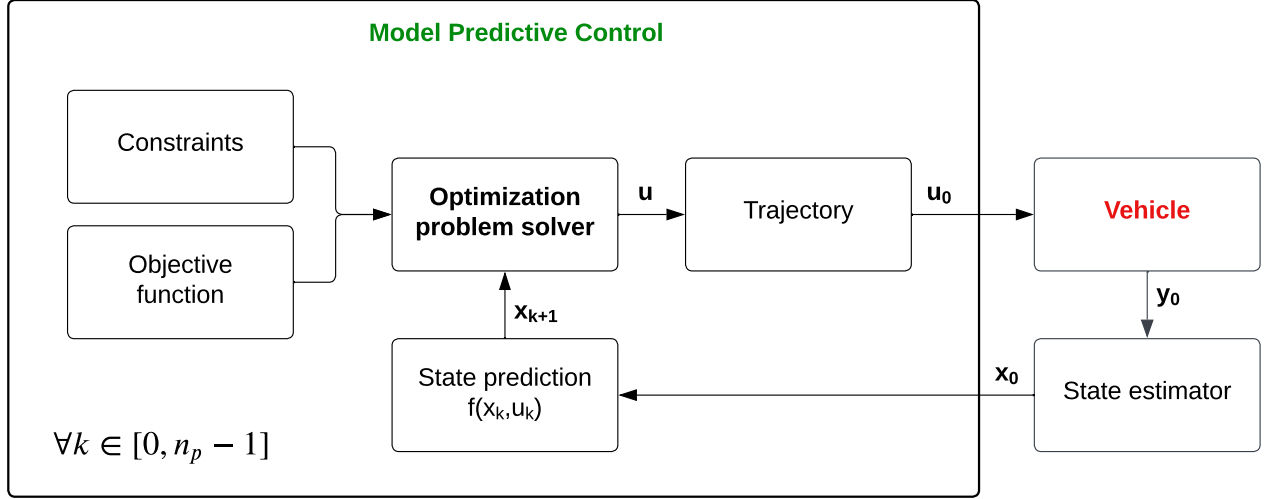 Model Predictive Control
Constraints
Objective
function
Optimization
problem solver
u
Trajectory
u₀
Vehicle
y₀
State estimator
x₀
State prediction
f(xₖ,uₖ)
xₖ₊₁
∀k ∈ [0, nₚ − 1]